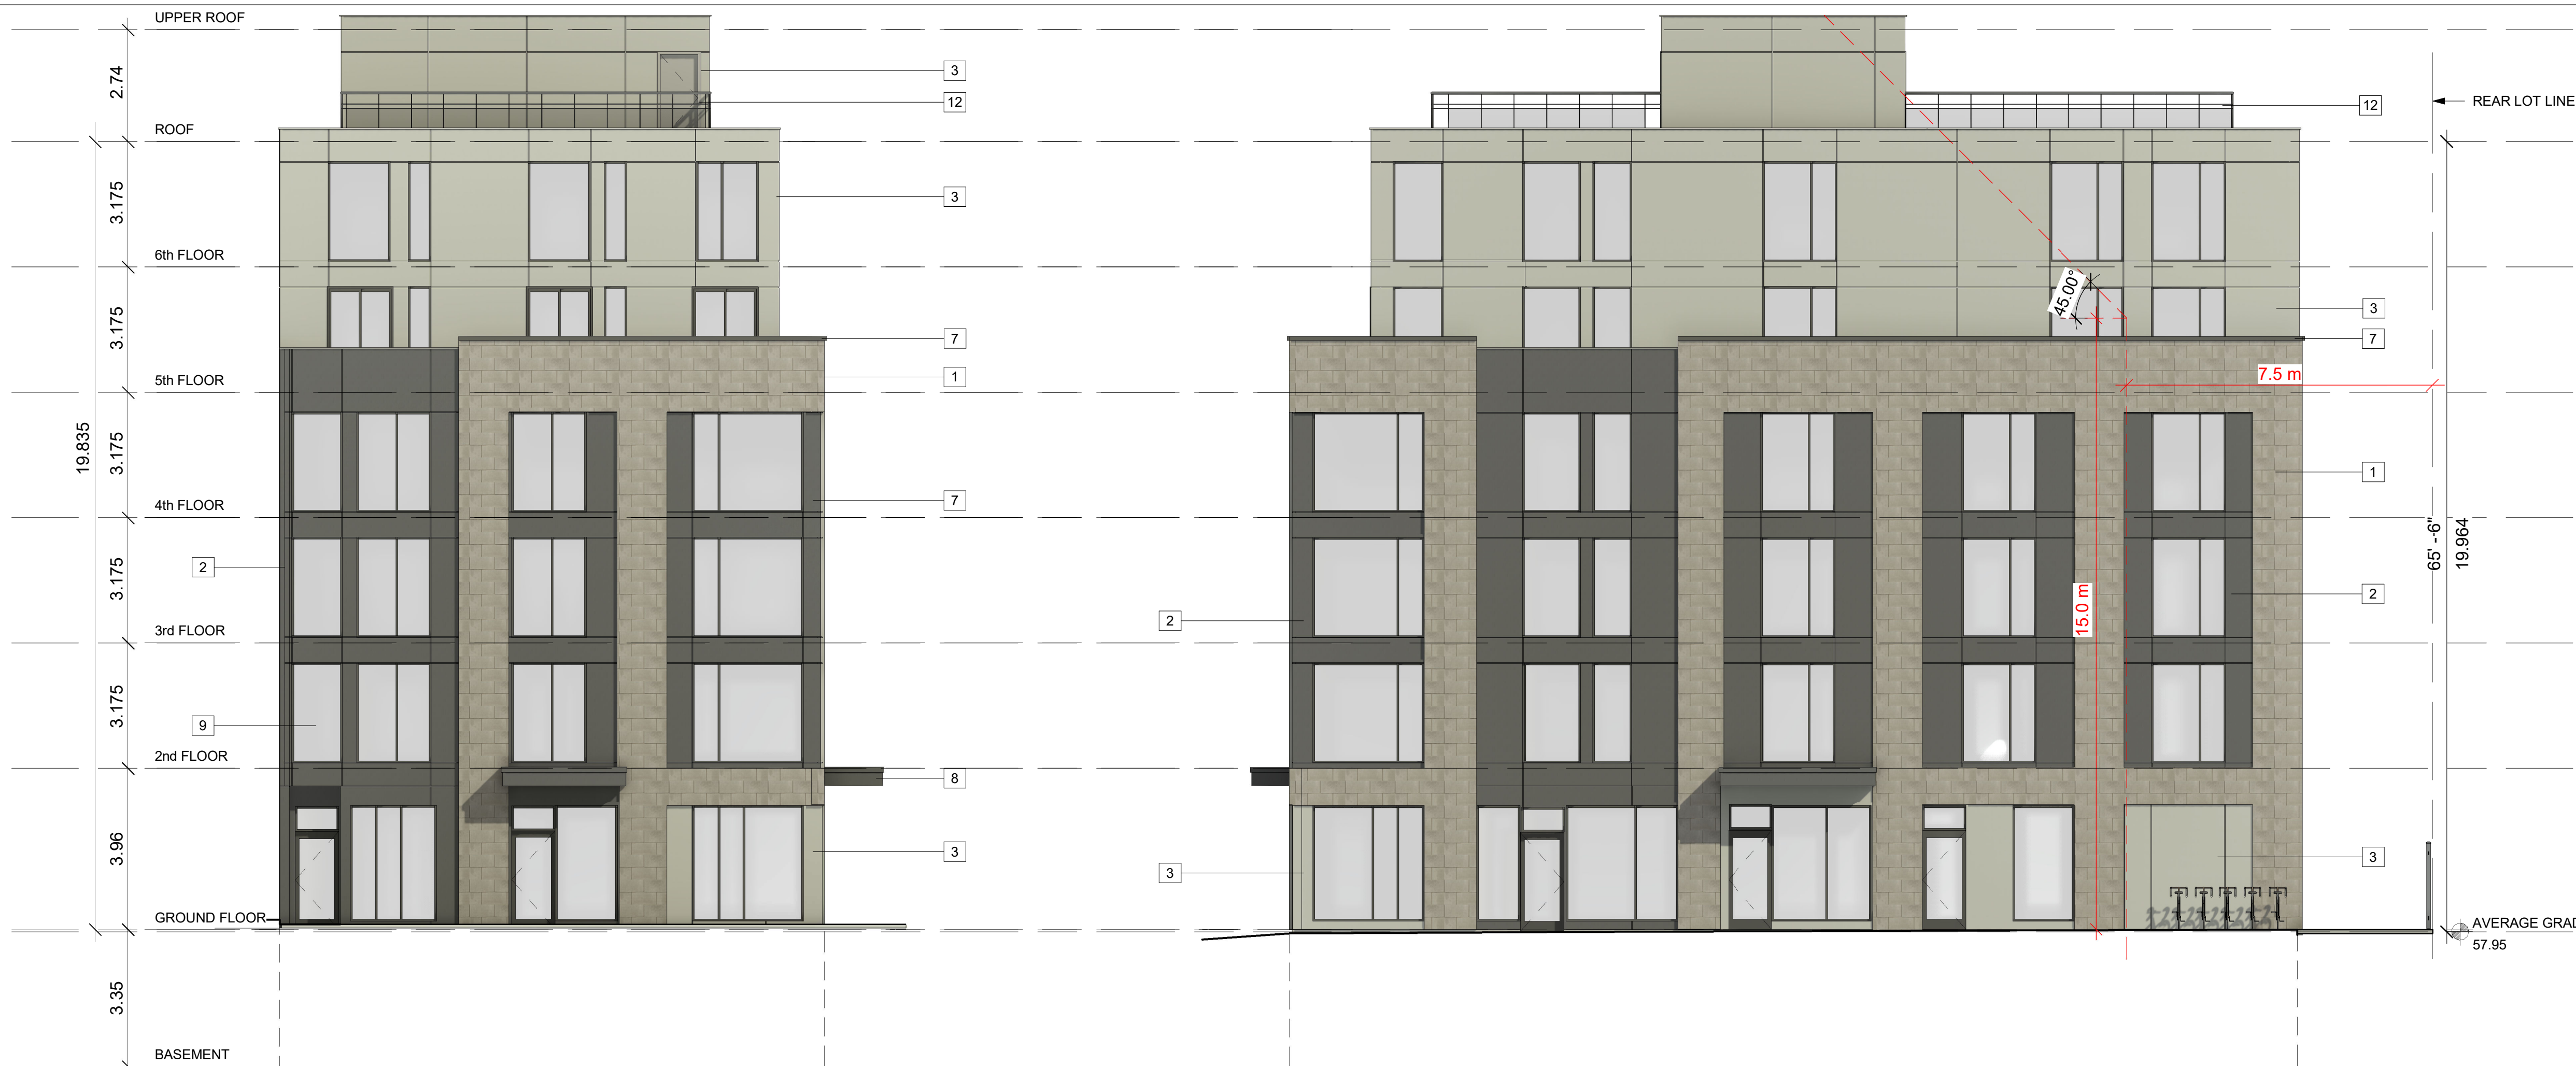 UPPER ROOF
2.74
3
12
12
REAR LOT LINE
ROOF
3.175
3
6th FLOOR
45.00°
3.175
3
7
7
7.5 m
1
5th FLOOR
19.835
3.175
1
4th FLOOR
7
65' -6"
19.964
3.175
2
2
2
15.0 m
3rd FLOOR
3.175
9
2nd FLOOR
8
3.96
3
3
3
GROUND FLOOR
AVERAGE GRAD
57.95
3.35
BASEMENT